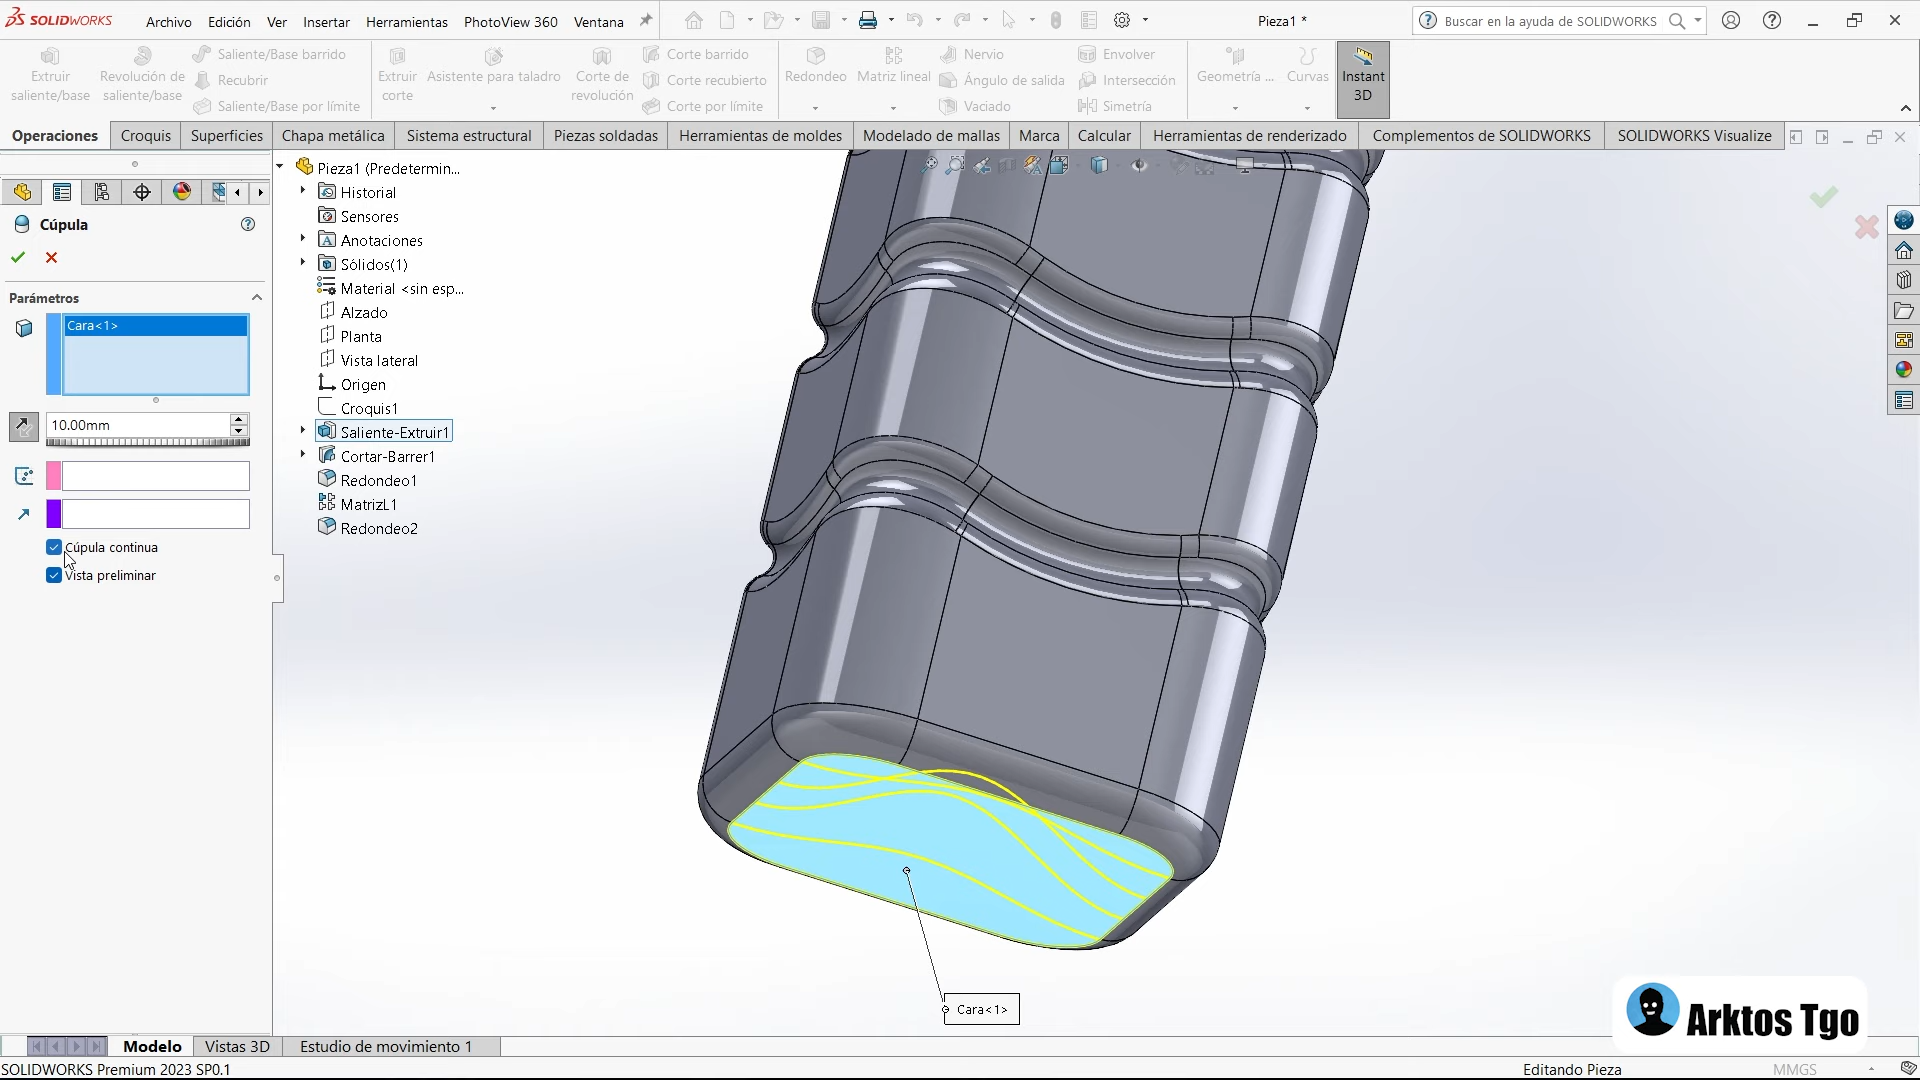 SOLIDWORKS
Archivo
Edición
Ver
Insertar
Herramientas
PhotoView 360
Ventana
Pieza1 *
Buscar en la ayuda de SOLIDWORKS
Extruir saliente/base
Revolución de saliente/base
Saliente/Base barrido
Recubrir
Saliente/Base por límite
Extruir corte
Asistente para taladro
Corte de revolución
Corte barrido
Corte recubierto
Corte por límite
Redondeo
Matriz lineal
Nervio
Ángulo de salida
Vaciado
Envolver
Intersección
Simetría
Geometría ...
Curvas
Instant 3D
Operaciones
Croquis
Superficies
Chapa metálica
Sistema estructural
Piezas soldadas
Herramientas de moldes
Modelado de mallas
Marca
Calcular
Herramientas de renderizado
Complementos de SOLIDWORKS
SOLIDWORKS Visualize
Cúpula
Parámetros
Cara<1>
10.00mm
Cúpula continua
Vista preliminar
Pieza1 (Predetermin...
Historial
Sensores
Anotaciones
Sólidos(1)
Material <sin esp...
Alzado
Planta
Vista lateral
Origen
Croquis1
Saliente-Extruir1
Cortar-Barrer1
Redondeo1
MatrizL1
Redondeo2
Cara<1>
Arktos Tgo
Modelo
Vistas 3D
Estudio de movimiento 1
SOLIDWORKS Premium 2023 SP0.1
Editando Pieza
MMGS